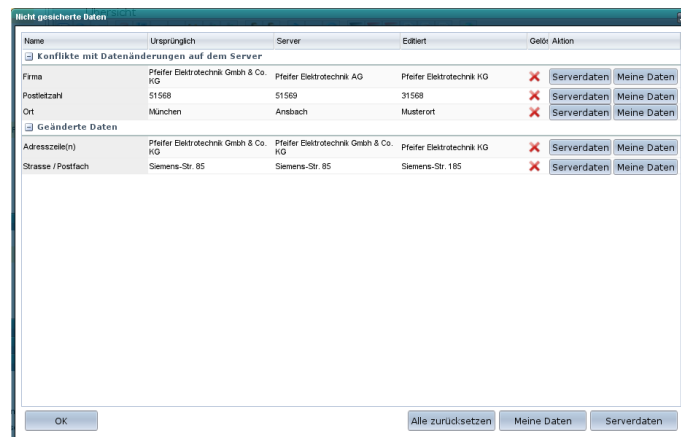 Nicht gesicherte Daten
Übersicht
Name Ursprünglich Server Editiert Gelös Aktion
Konflikte mit Datenänderungen auf dem Server
Firma Pfeifer Elektrotechnik Gmbh & Co. KG Pfeifer Elektrotechnik AG Pfeifer Elektrotechnik KG Serverdaten Meine Daten
Postleitzahl 51568 51569 31568 Serverdaten Meine Daten
Ort München Ansbach Musterort Serverdaten Meine Daten
Geänderte Daten
Adresszeile(n) Pfeifer Elektrotechnik Gmbh & Co. KG Pfeifer Elektrotechnik Gmbh & Co. KG Pfeifer Elektrotechnik KG Serverdaten Meine Daten
Strasse / Postfach Siemens-Str. 85 Siemens-Str. 85 Siemens-Str. 185 Serverdaten Meine Daten
OK Alle zurücksetzen Meine Daten Serverdaten